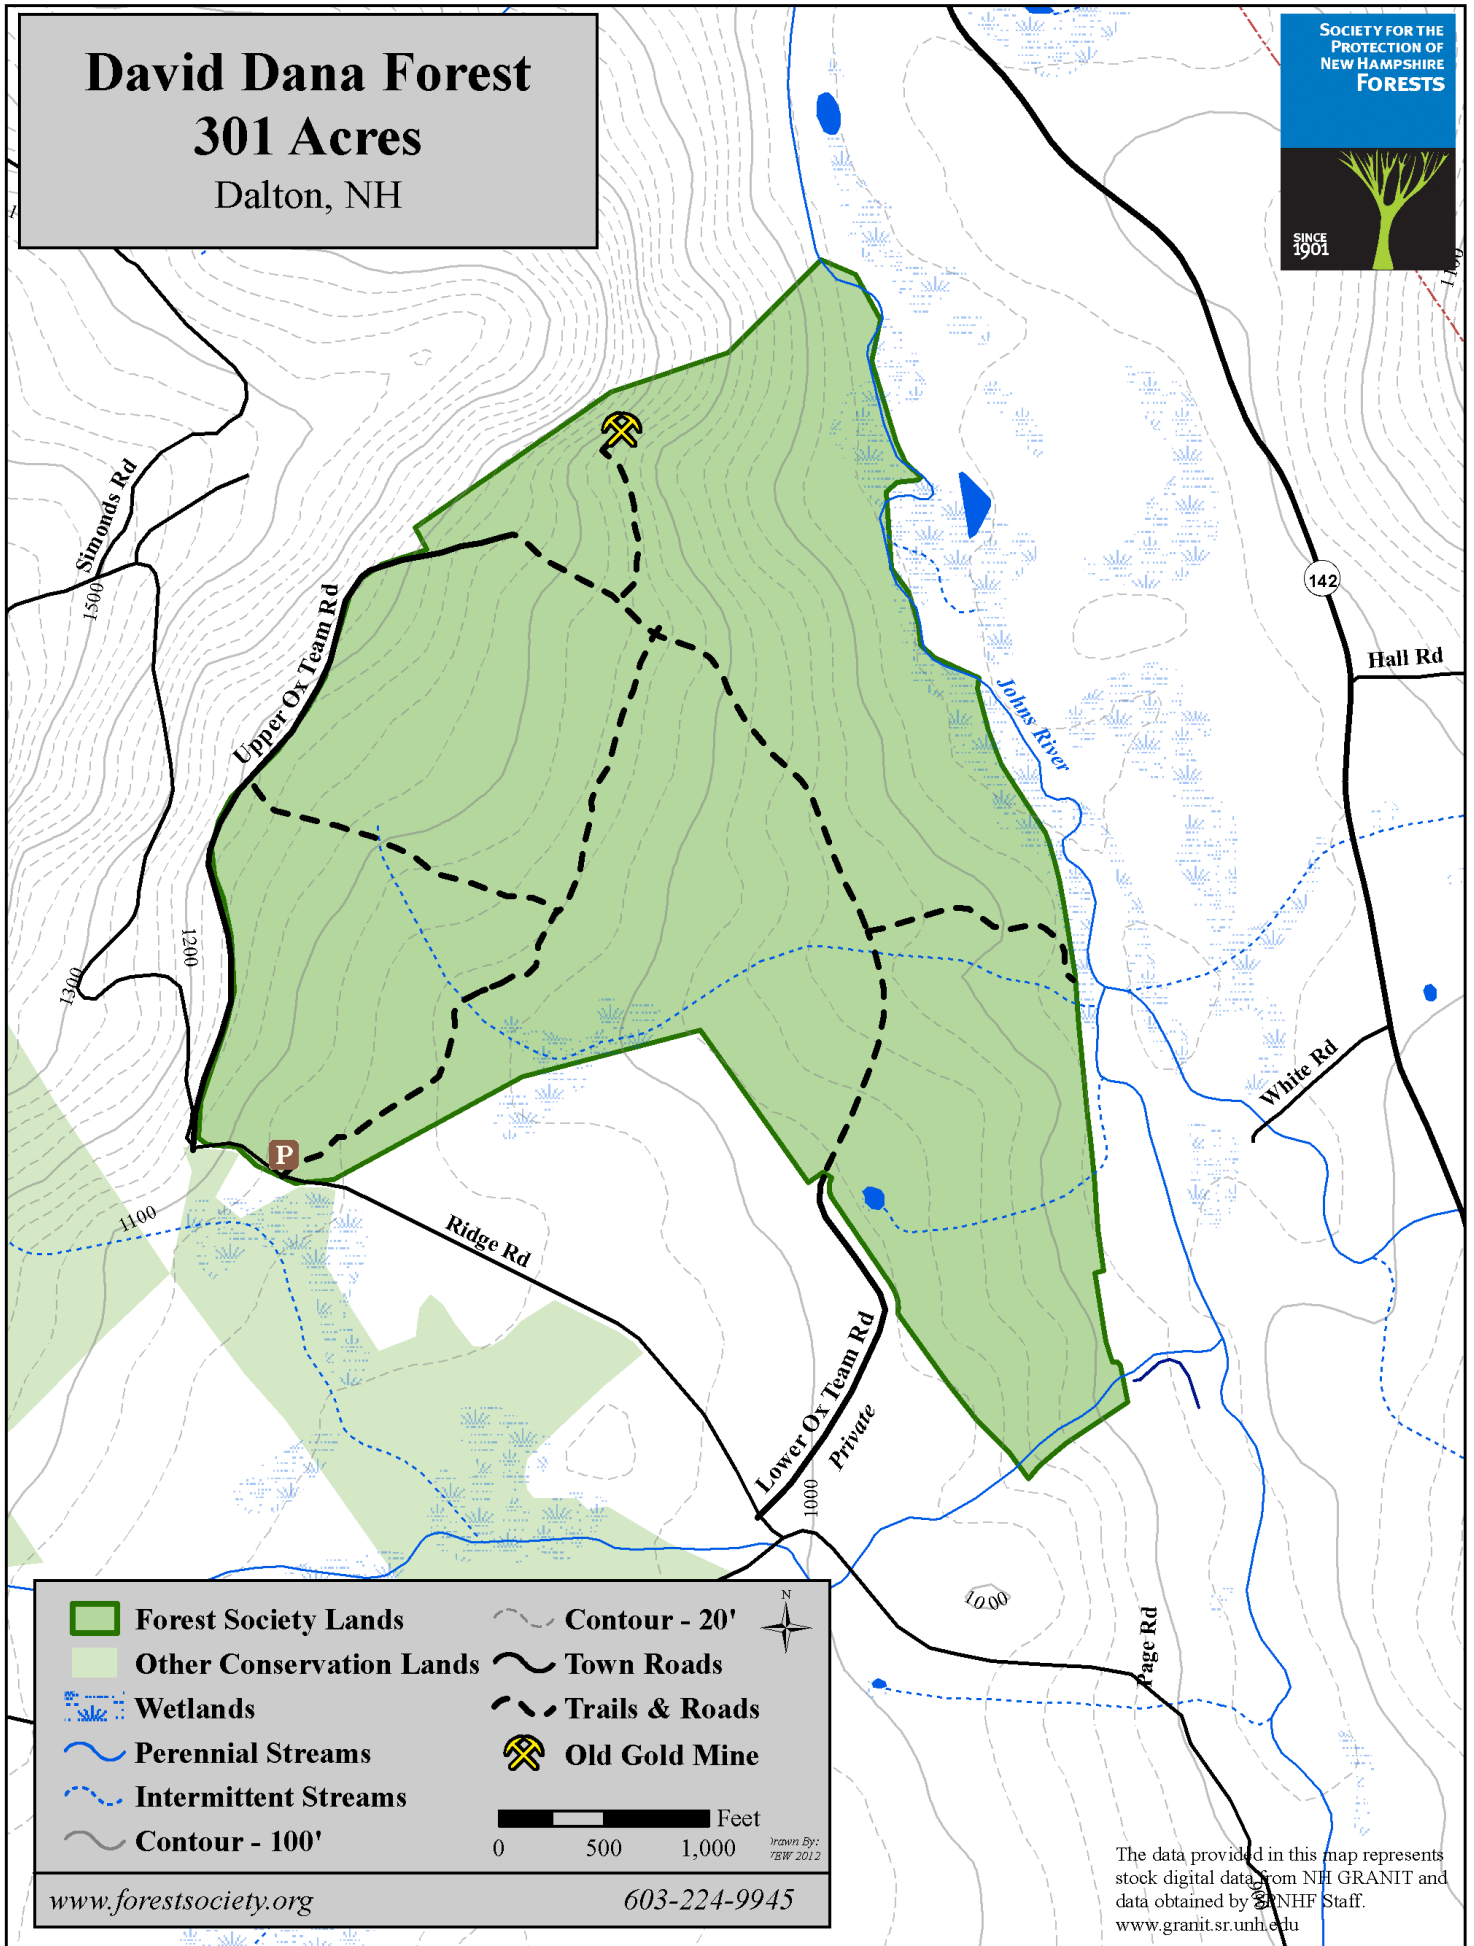 David Dana Forest
301 Acres
Dalton, NH
SOCIETY FOR THE
PROTECTION OF
NEW HAMPSHIRE
FORESTS
SINCE
1901
1100
Simonds Rd
1500
Upper Ox Team Rd
142
Hall Rd
Johns River
1200
1300
White Rd
P
1100
Ridge Rd
Lower Ox Team Rd
Private
1000
1000
Page Rd
Forest Society Lands
Other Conservation Lands
Wetlands
Perennial Streams
Intermittent Streams
Contour - 100'
Contour - 20'
Town Roads
Trails & Roads
Old Gold Mine
N
Feet
0 500 1,000
rawn By:
EW 2012
www.forestsociety.org 603-224-9945
900
The data provided in this map represents
stock digital data from NH GRANIT and
data obtained by SPNHF Staff.
www.granit.sr.unh.edu